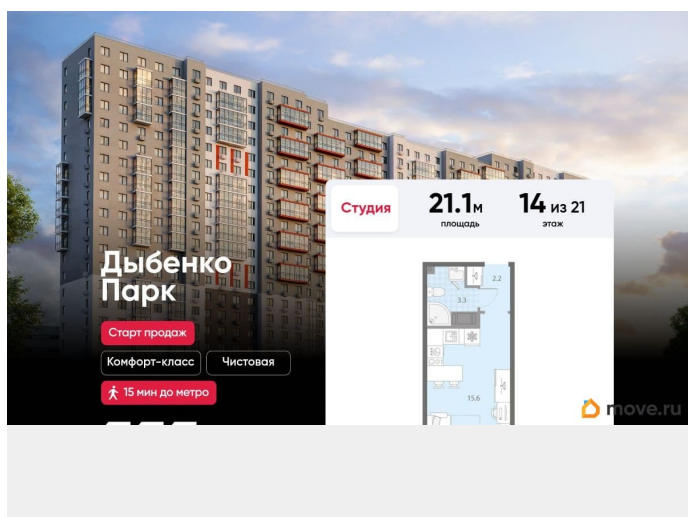 Студия
21.1м
площадь
14 из 21
этаж
Дыбенко
Парк
Старт продаж
Комфорт-класс
Чистовая
15 мин до метро
2.2
3.3
15.6
move.ru